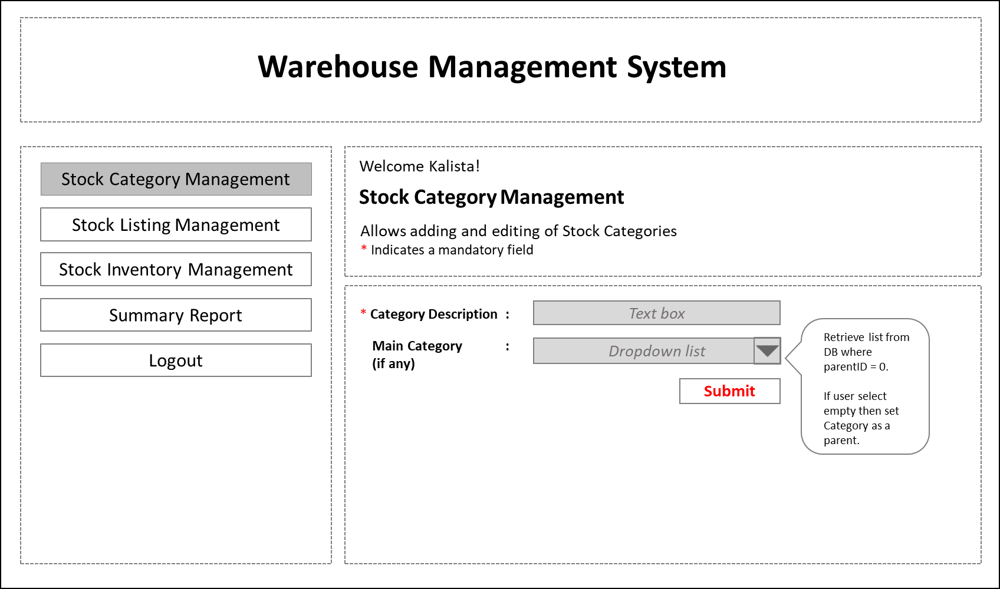 Warehouse Management System
Stock Category Management
Stock Listing Management
Stock Inventory Management
Summary Report
Logout
Welcome Kalista!
Stock Category Management
Allows adding and editing of Stock Categories
* Indicates a mandatory field
* Category Description :
Text box
Main Category :
(if any)
Dropdown list
Submit
Retrieve list from
DB where
parentID = 0.
If user select
empty then set
Category as a
parent.